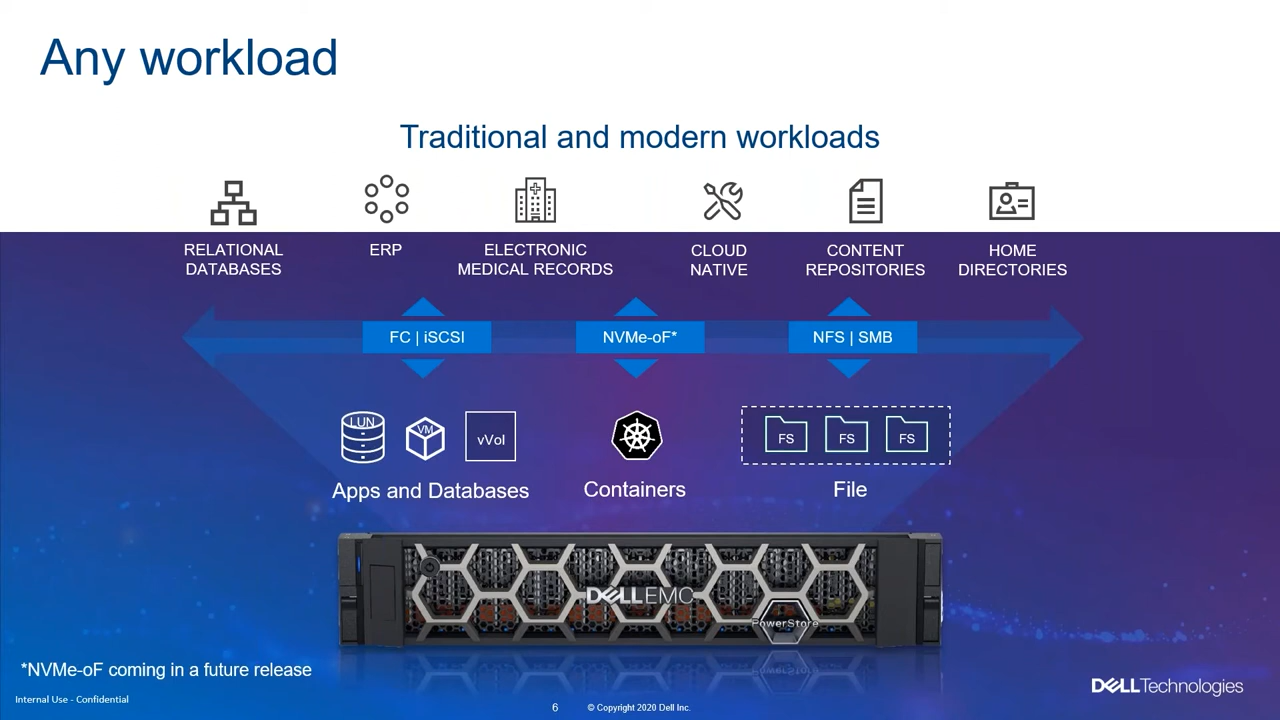 Any workload
Traditional and modern workloads
RELATIONAL
DATABASES
ERP
ELECTRONIC
MEDICAL RECORDS
CLOUD
NATIVE
CONTENT
REPOSITORIES
HOME
DIRECTORIES
FC | iSCSI
NVMe-oF*
NFS | SMB
LUN
VM
vVol
FS
FS
FS
Apps and Databases
Containers
File
DELLEMC
PowerStore
*NVMe-oF coming in a future release
Internal Use - Confidential
6
© Copyright 2020 Dell Inc.
DELLTechnologies